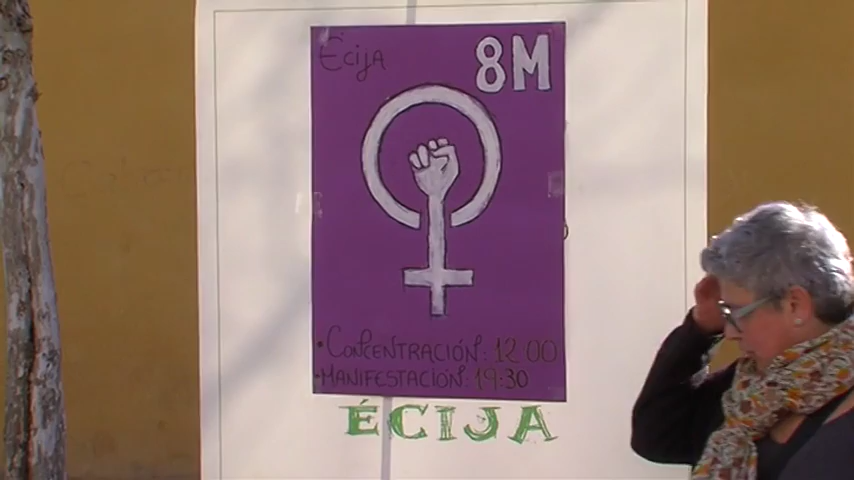 Écija
8M
• CONCENTRACIÓN: 12:00
• MANIFESTACIÓN: 19:30
ÉCIJA